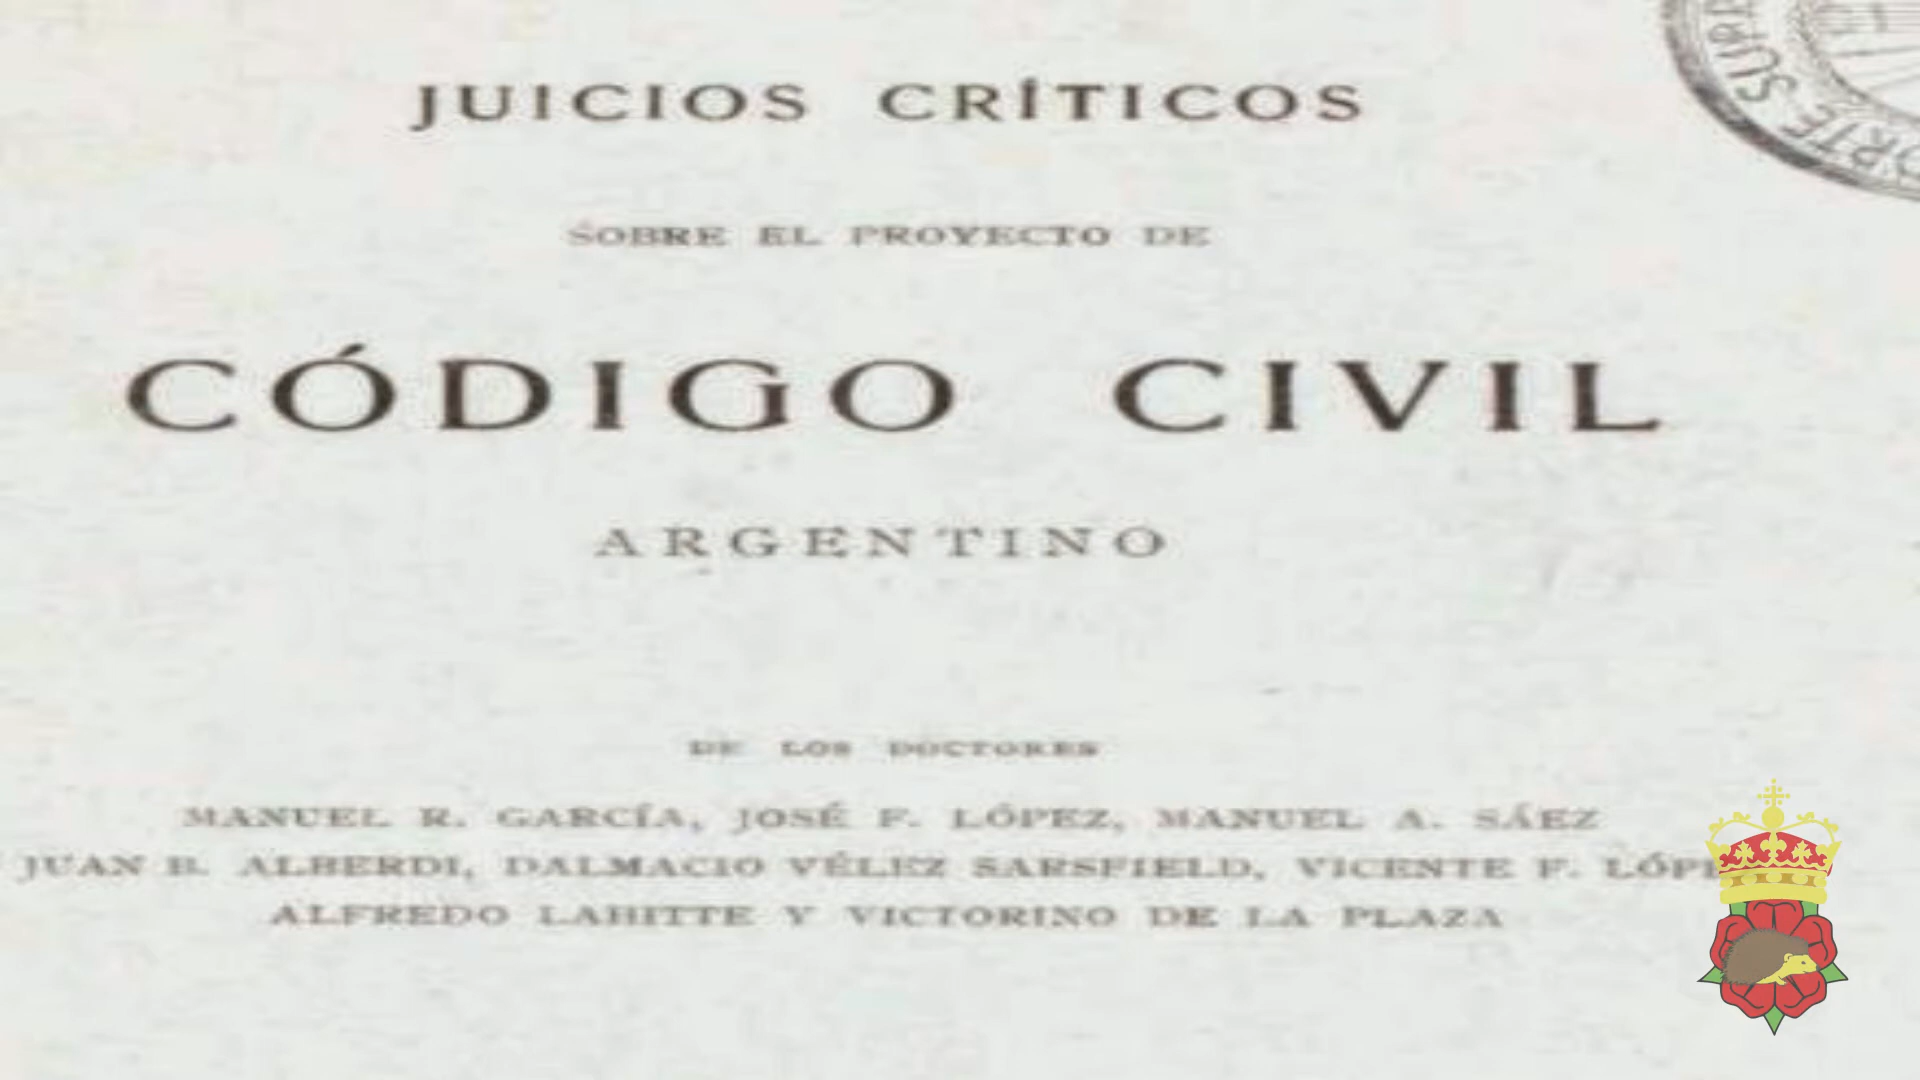 JUICIOS CRÍTICOS
SOBRE EL PROYECTO DE
CÓDIGO CIVIL
ARGENTINO
DE LOS DOCTORES
MANUEL R. GARCÍA, JOSÉ F. LÓPEZ, MANUEL A. SÁEZ
JUAN B. ALBERDI, DALMACIO VÉLEZ SARSFIELD, VICENTE F.
ALFREDO LAHITTE Y VICTORINO DE LA PLAZA